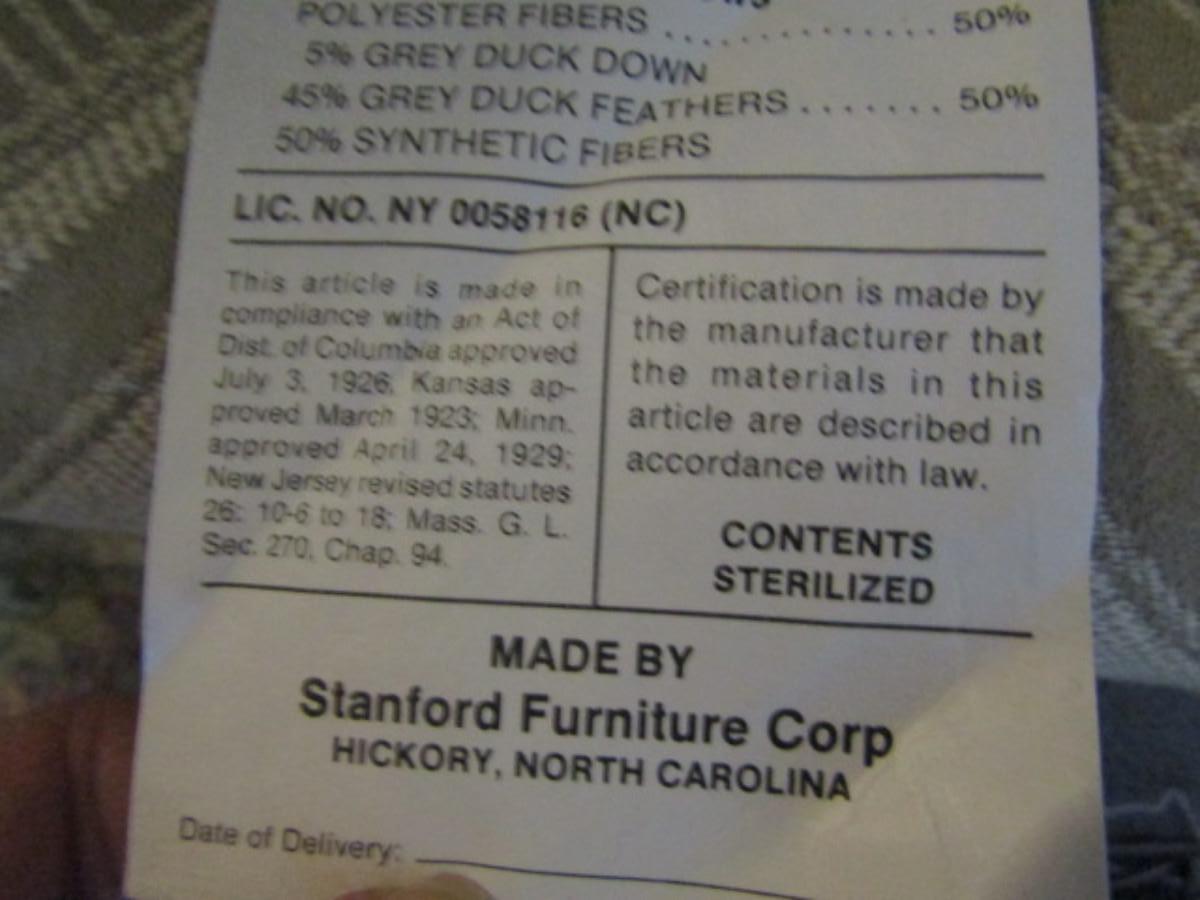 POLYESTER FIBERS .............. 50%
5% GREY DUCK DOWN
45% GREY DUCK FEATHERS ....... 50%
50% SYNTHETIC FIBERS
LIC. NO. NY 0058116 (NC)
This article is made in
compliance with an Act of
Dist. of Columbia approved
July 3, 1926, Kansas ap-
proved March 1923; Minn.
approved April 24, 1929;
New Jersey revised statutes
26: 10-6 to 18; Mass. G. L.
Sec. 270, Chap. 94.
Certification is made by
the manufacturer that
the materials in this
article are described in
accordance with law.
CONTENTS
STERILIZED
MADE BY
Stanford Furniture Corp
HICKORY, NORTH CAROLINA
Date of Delivery: